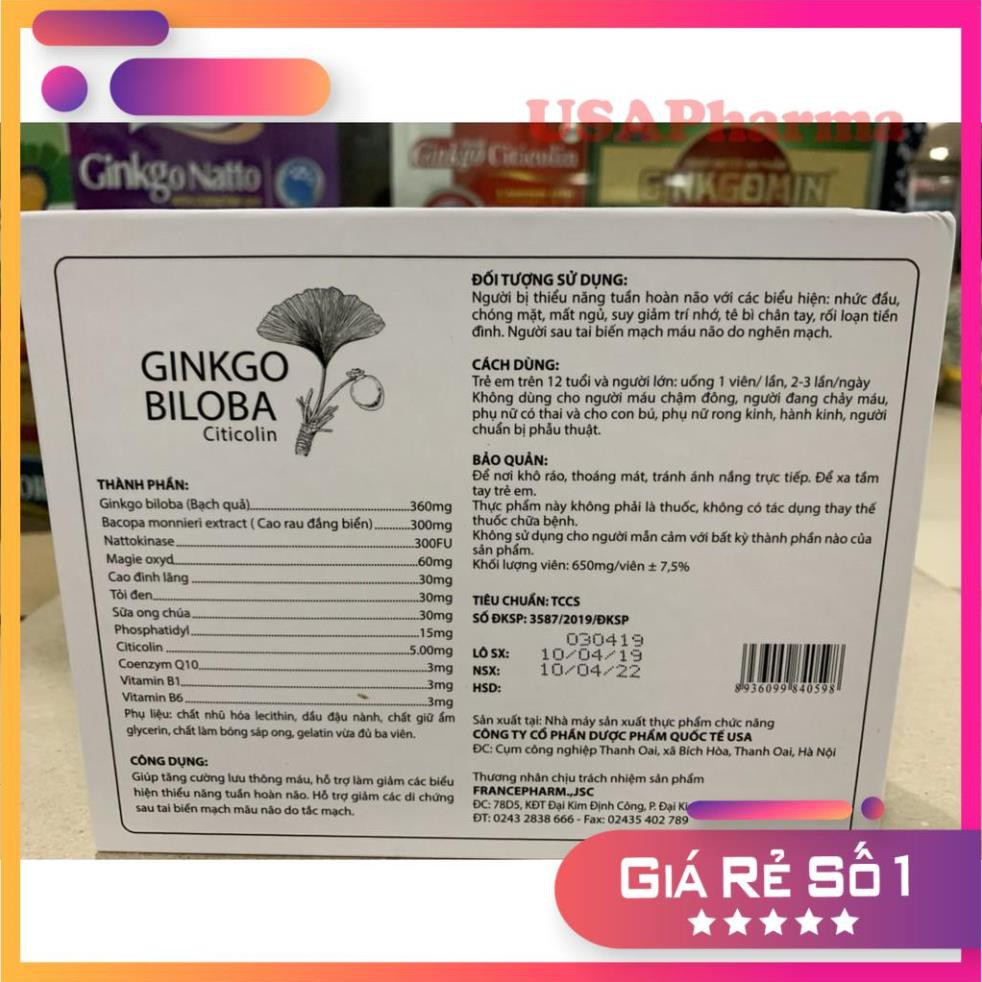 USAPharma
Ginkgo Natto
Ginkgo Citicolin
GINKGOMIN
GINKGO
BILOBA
Citicolin
THÀNH PHẦN:
Ginkgo biloba (Bạch quả)..........360mg
Bacopa monnieri extract ( Cao rau đắng biển)..........300mg
Nattokinase..........300FU
Magie oxyd..........60mg
Cao đinh lăng..........30mg
Tỏi đen..........30mg
Sữa ong chúa..........30mg
Phosphatidyl..........15mg
Citicolin..........5.00mg
Coenzym Q10..........3mg
Vitamin B1..........3mg
Vitamin B6..........3mg
Phụ liệu: chất nhũ hóa lecithin, dầu đậu nành, chất giữ ẩm
glycerin, chất làm bóng sáp ong, gelatin vừa đủ ba viên.
CÔNG DỤNG:
Giúp tăng cường lưu thông máu, hỗ trợ làm giảm các biểu
hiện thiểu năng tuần hoàn não. Hỗ trợ giảm các di chứng
sau tai biến mạch mãu não do tắc mạch.
ĐỐI TƯỢNG SỬ DỤNG:
Người bị thiểu năng tuần hoàn não với các biểu hiện: nhức đầu,
chóng mặt, mất ngủ, suy giảm trí nhớ, tê bì chân tay, rối loạn tiền
đình. Người sau tai biến mạch máu não do nghẽn mạch.
CÁCH DÙNG:
Trẻ em trên 12 tuổi và người lớn: uống 1 viên/ lần, 2-3 lần/ngày
Không dùng cho người máu chậm đông, người đang chảy máu,
phụ nữ có thai và cho con bú, phụ nữ rong kinh, hành kinh, người
chuẩn bị phẫu thuật.
BẢO QUẢN:
Để nơi khô ráo, thoáng mát, tránh ánh nắng trực tiếp. Để xa tầm
tay trẻ em.
Thực phẩm này không phải là thuốc, không có tác dụng thay thế
thuốc chữa bệnh.
Không sử dụng cho người mẫn cảm với bất kỳ thành phần nào của
sản phẩm.
Khối lượng viên: 650mg/viên ± 7,5%
TIÊU CHUẨN: TCCS
SỐ ĐKSP: 3587/2019/ĐKSP
030419
LÔ SX: 10/04/19
NSX: 10/04/22
HSD:
8936099 840598
Sản xuất tại: Nhà máy sản xuất thực phẩm chức năng
CÔNG TY CỔ PHẦN DƯỢC PHẨM QUỐC TẾ USA
ĐC: Cụm công nghiệp Thanh Oai, xã Bích Hòa, Thanh Oai, Hà Nội
Thương nhân chịu trách nhiệm sản phẩm
FRANCEPHARM.,JSC
ĐC: 78D5, KĐT Đại Kim Định Công, P. Đại Ki
ĐT: 0243 2838 666 - Fax: 02435 402 789
GIÁ RẺ SỐ 1